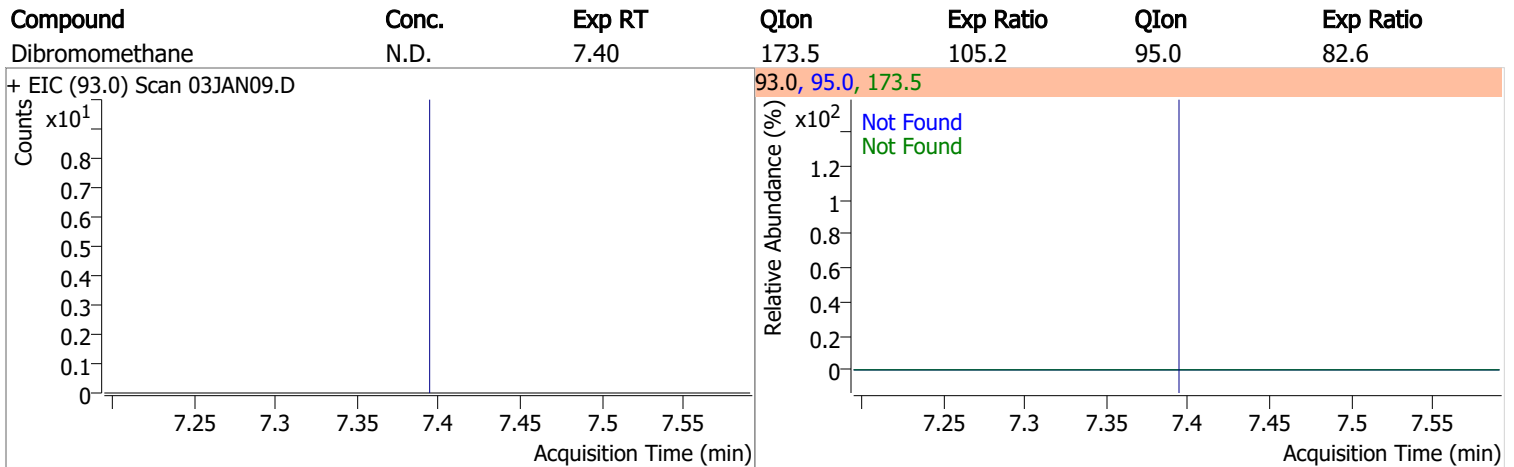 Compound Conc. Exp RT QIon Exp Ratio QIon Exp Ratio
Dibromomethane N.D. 7.40 173.5 105.2 95.0 82.6
+ EIC (93.0) Scan 03JAN09.D
Counts
x10¹
0.8
0.7
0.6
0.5
0.4
0.3
0.2
0.1
0
7.25 7.3 7.35 7.4 7.45 7.5 7.55
Acquisition Time (min)
93.0, 95.0, 173.5
Relative Abundance (%)
x10²
Not Found
Not Found
1.2
1
0.8
0.6
0.4
0.2
0
7.25 7.3 7.35 7.4 7.45 7.5 7.55
Acquisition Time (min)